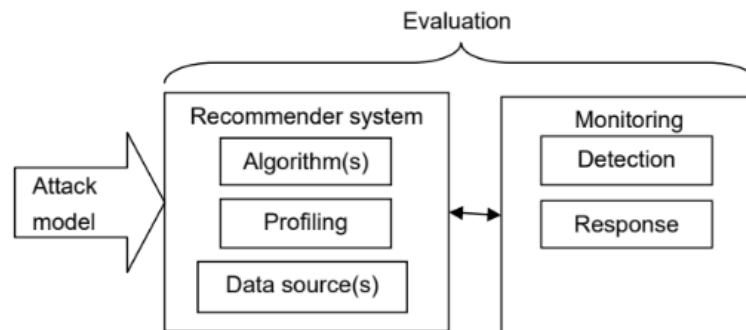 Evaluation
Recommender system
Algorithm(s)
Profiling
Data source(s)
Attack
model
Monitoring
Detection
Response